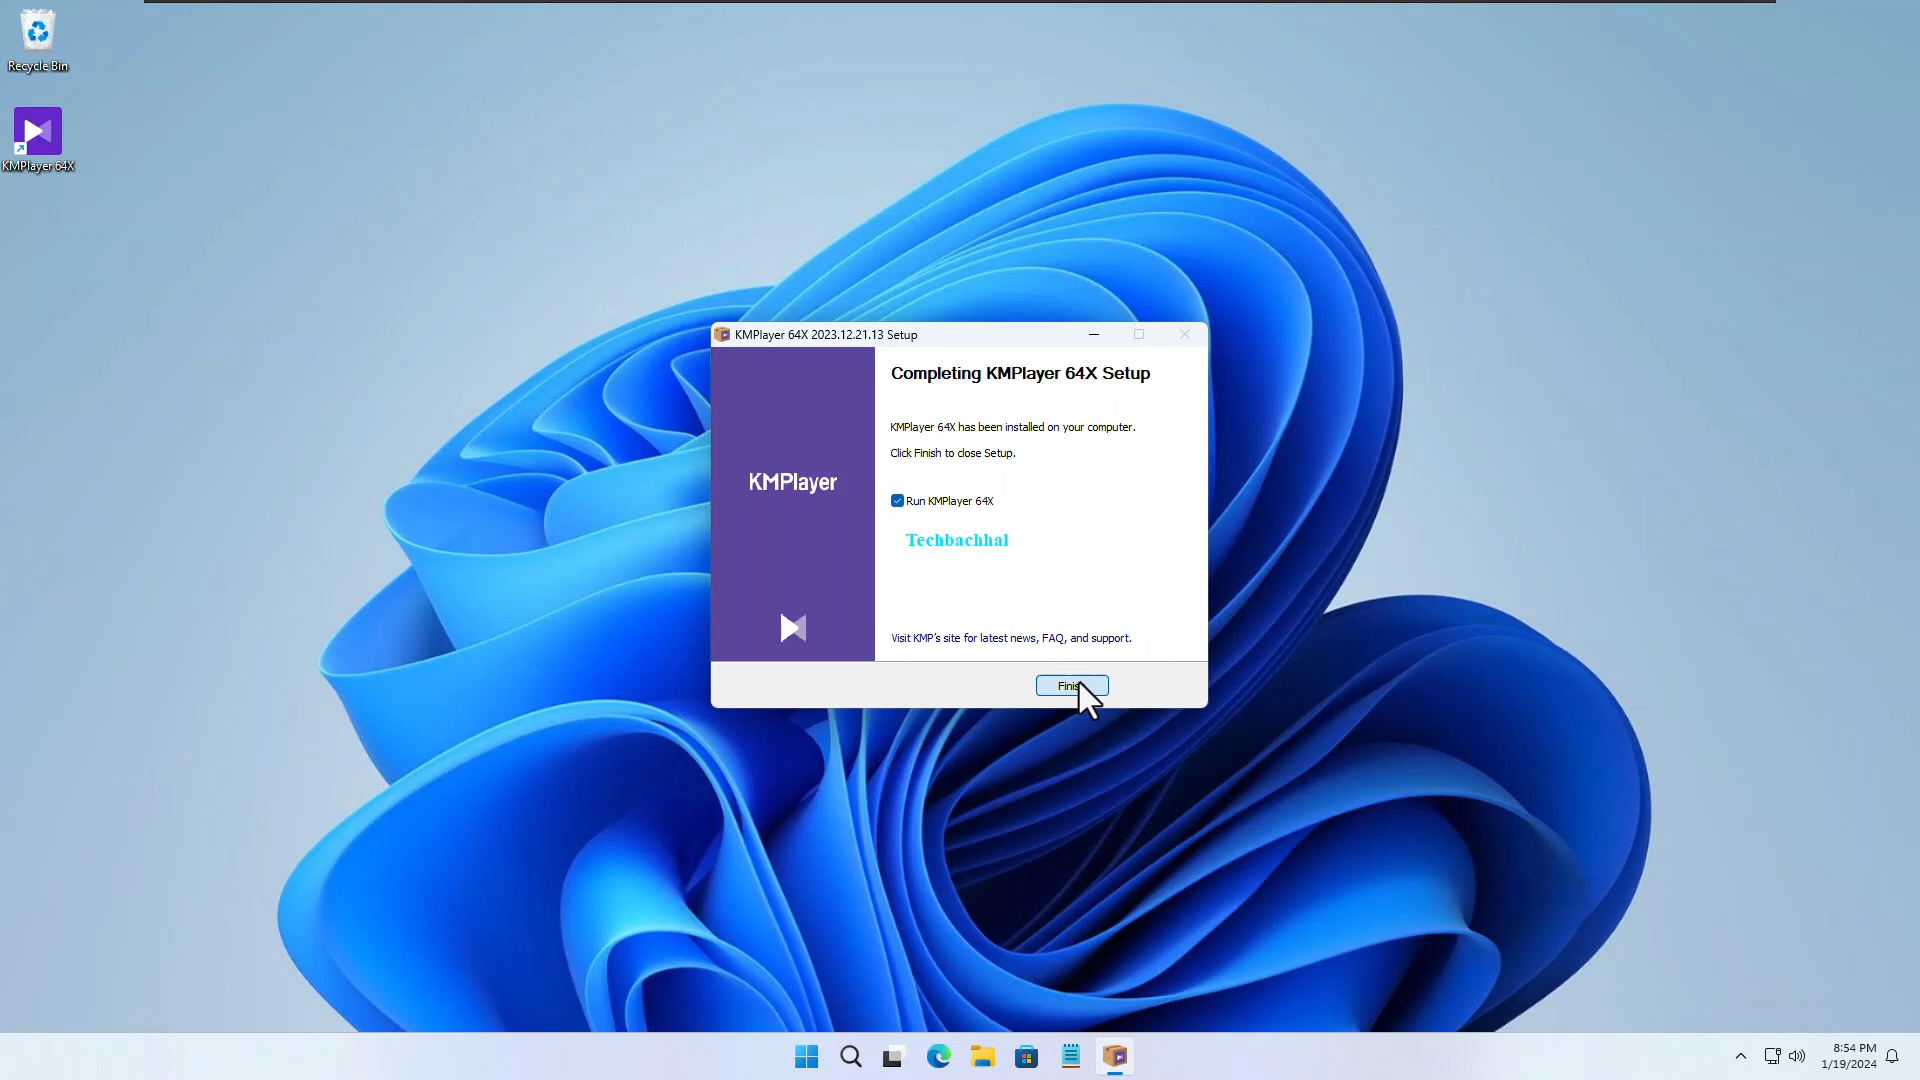 Recycle Bin
KMPlayer 64X
KMPlayer 64X 2023.12.21.13 Setup
Completing KMPlayer 64X Setup
KMPlayer 64X has been installed on your computer.
Click Finish to close Setup.
KMPlayer
Run KMPlayer 64X
Techbachhal
Visit KMP's site for latest news, FAQ, and support.
8:54 PM
1/19/2024